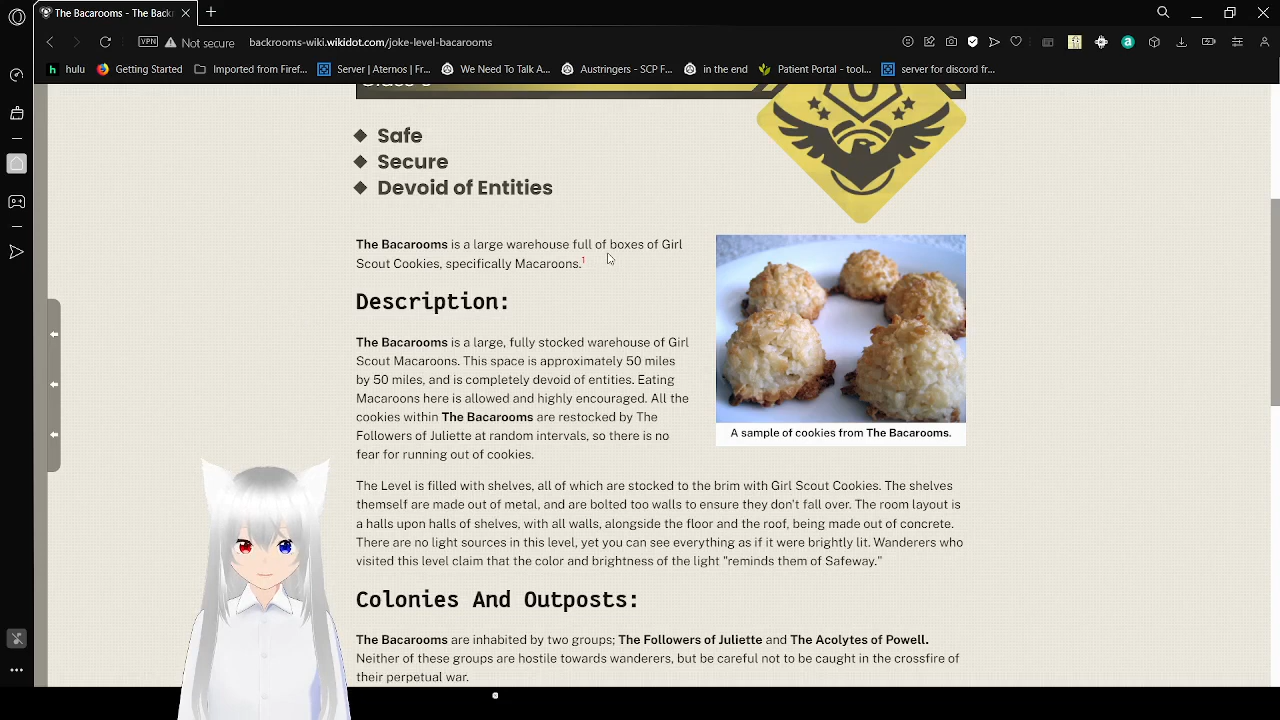 The Bacarooms - The Back
Not secure
backrooms-wiki.wikidot.com/joke-level-bacarooms
VPN
hulu
Getting Started
Imported from Firef...
Server | Aternos | Fr...
We Need To Talk A...
Austringers - SCP F...
in the end
Patient Portal - tool...
server for discord fr...
Safe
Secure
Devoid of Entities
The Bacarooms is a large warehouse full of boxes of Girl
Scout Cookies, specifically Macaroons.1
Description:
The Bacarooms is a large, fully stocked warehouse of Girl
Scout Macaroons. This space is approximately 50 miles
by 50 miles, and is completely devoid of entities. Eating
Macaroons here is allowed and highly encouraged. All the
cookies within The Bacarooms are restocked by The
Followers of Juliette at random intervals, so there is no
fear for running out of cookies.
A sample of cookies from The Bacarooms.
The Level is filled with shelves, all of which are stocked to the brim with Girl Scout Cookies. The shelves
themself are made out of metal, and are bolted too walls to ensure they don't fall over. The room layout is
a halls upon halls of shelves, with all walls, alongside the floor and the roof, being made out of concrete.
There are no light sources in this level, yet you can see everything as if it were brightly lit. Wanderers who
visited this level claim that the color and brightness of the light "reminds them of Safeway."
Colonies And Outposts:
The Bacarooms are inhabited by two groups; The Followers of Juliette and The Acolytes of Powell.
Neither of these groups are hostile towards wanderers, but be careful not to be caught in the crossfire of
their perpetual war.